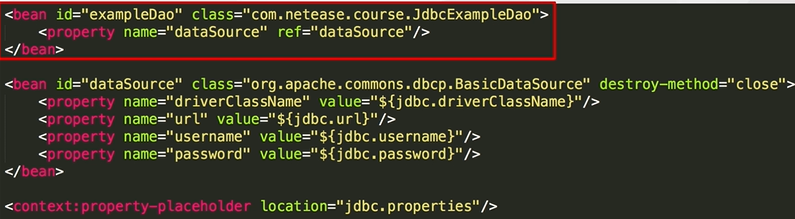 <bean id="exampleDao" class="com.netease.course.JdbcExampleDao">
    <property name="dataSource" ref="dataSource"/>
</bean>
<bean id="dataSource" class="org.apache.commons.dbcp.BasicDataSource" destroy-method="close">
    <property name="driverClassName" value="${jdbc.driverClassName}"/>
    <property name="url" value="${jdbc.url}"/>
    <property name="username" value="${jdbc.username}"/>
    <property name="password" value="${jdbc.password}"/>
</bean>
<context:property-placeholder location="jdbc.properties"/>